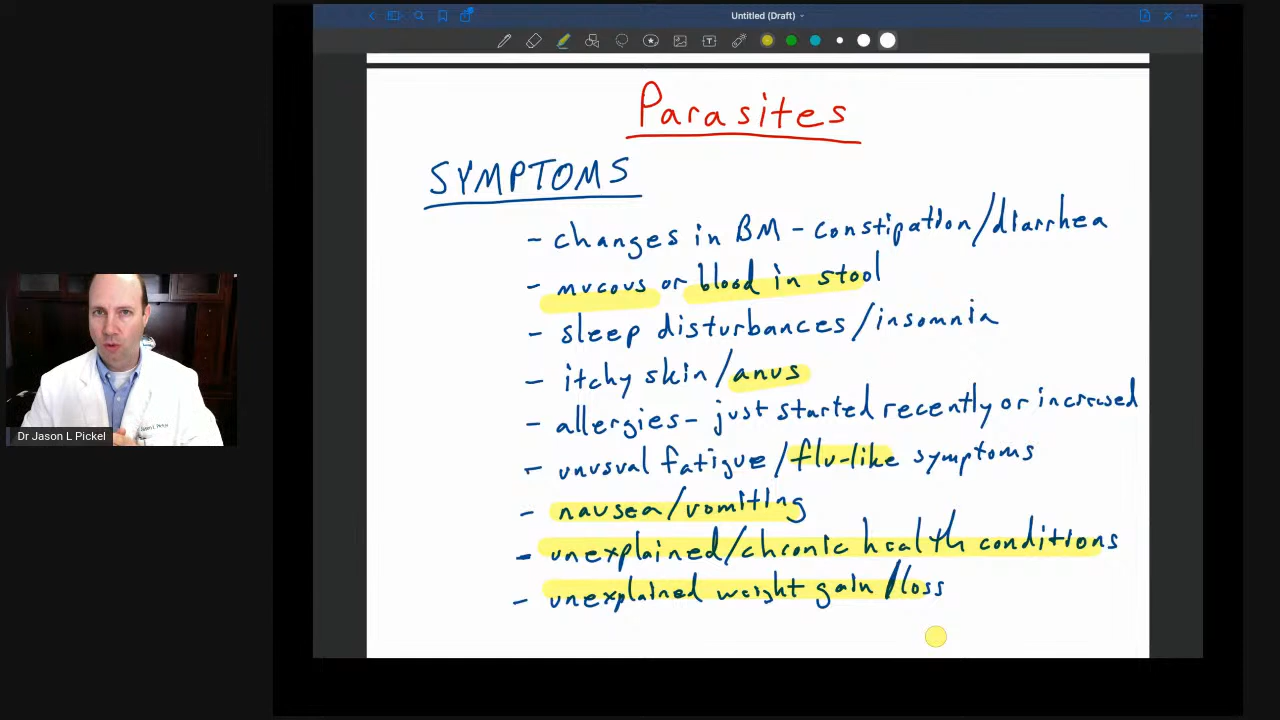 Untitled (Draft)
Parasites
SYMPTOMS
- changes in BM - constipation/diarrhea
- mucous or blood in stool
- sleep disturbances/insomnia
- itchy skin/anus
- allergies - just started recently or increased
- unusual fatigue/flu-like symptoms
- nausea/vomiting
- unexplained/chronic health conditions
- unexplained weight gain/loss
Dr Jason L Pickel